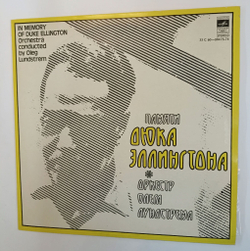 IN MEMORY
OF DUKE ELLINGTON
Orchestra
conducted
by Oleg
Lundstrem
ПАМЯТИ
ДЮКА
ЭЛЛИНГТОНА
ОРКЕСТР
ОЛЕГА
ЛУНДСТРЕМА